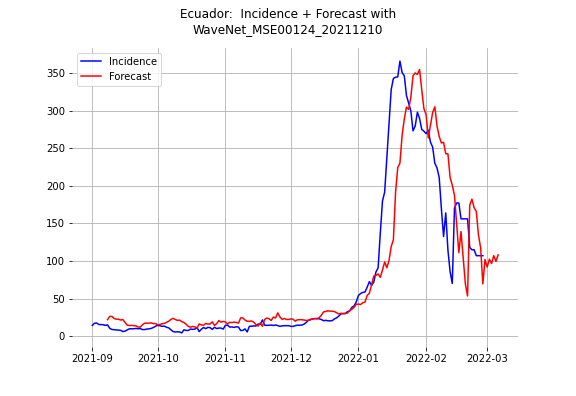 Ecuador:  Incidence + Forecast with
WaveNet_MSE00124_20211210
Incidence
Forecast
350
300
250
200
150
100
50
0
2021-09 2021-10 2021-11 2021-12 2022-01 2022-02 2022-03